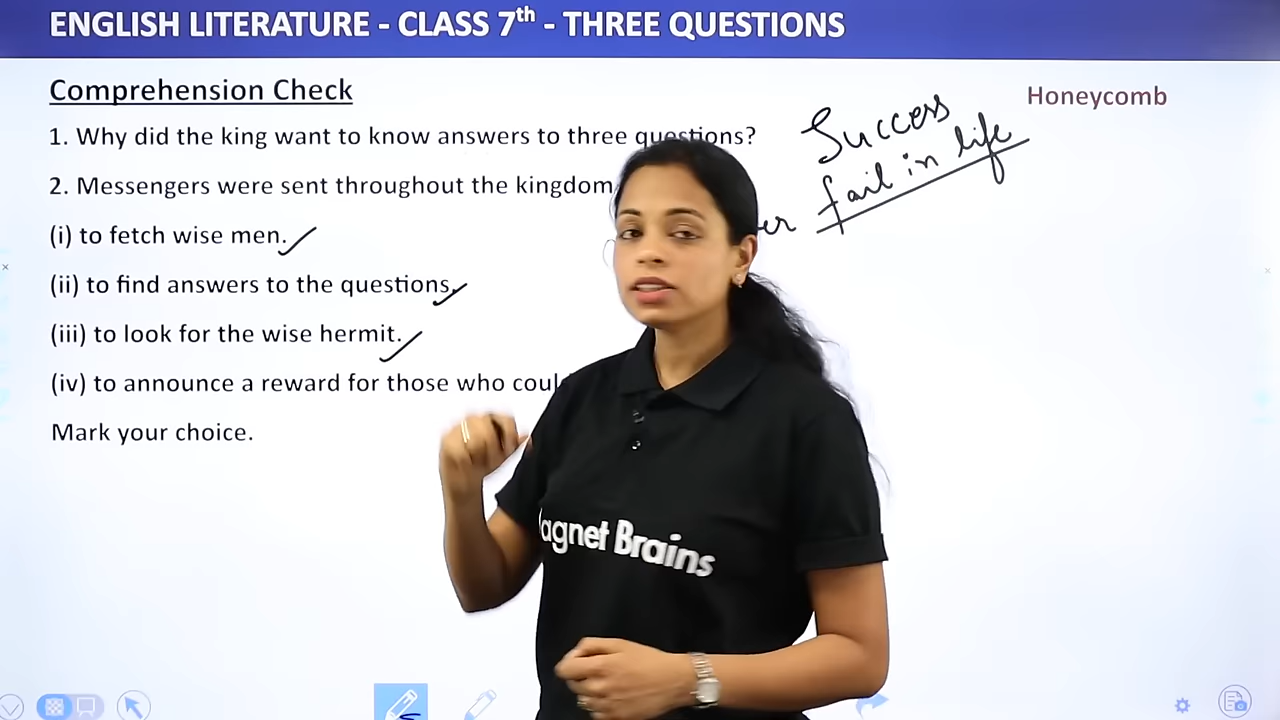 ENGLISH LITERATURE - CLASS 7th - THREE QUESTIONS
Comprehension Check
Honeycomb
1. Why did the king want to know answers to three questions?
Success
2. Messengers were sent throughout the kingdom
fail in life
(i) to fetch wise men.
(ii) to find answers to the questions.
(iii) to look for the wise hermit.
(iv) to announce a reward for those who
Mark your choice.
agnet Brains